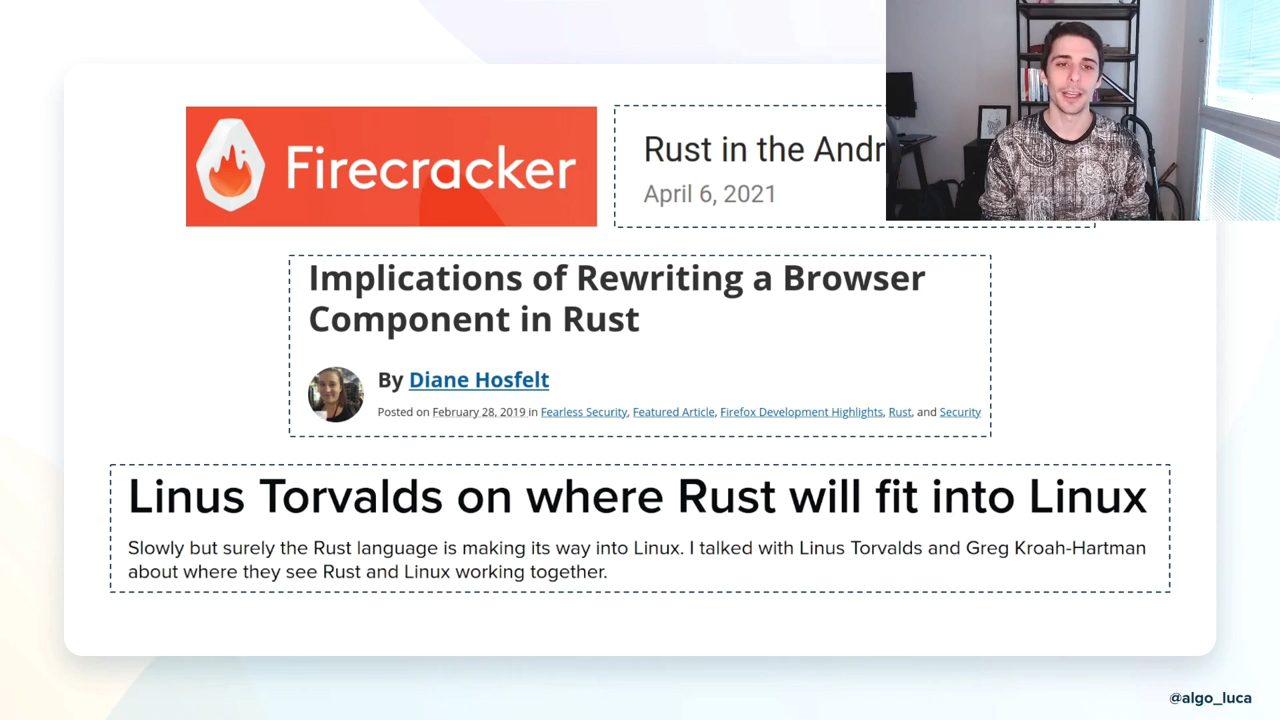 Firecracker
Rust in the Andr
April 6, 2021
Implications of Rewriting a Browser
Component in Rust
By Diane Hosfelt
Posted on February 28, 2019 in Fearless Security, Featured Article, Firefox Development Highlights, Rust, and Security
Linus Torvalds on where Rust will fit into Linux
Slowly but surely the Rust language is making its way into Linux. I talked with Linus Torvalds and Greg Kroah-Hartman
about where they see Rust and Linux working together.
@algo_luca